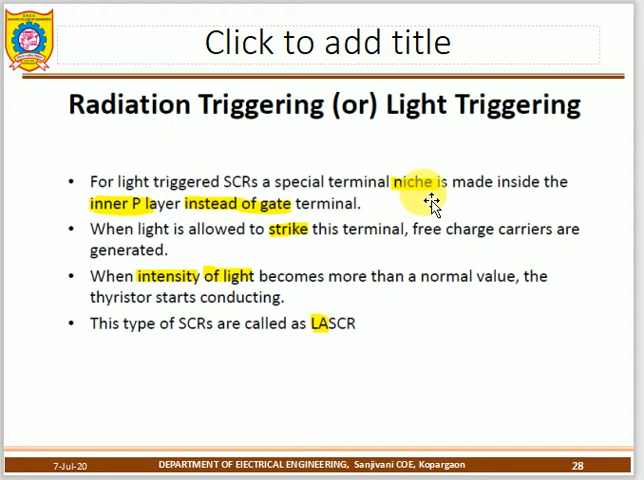 Click to add title
Radiation Triggering (or) Light Triggering
• For light triggered SCRs a special terminal niche is made inside the
inner P layer instead of gate terminal.
• When light is allowed to strike this terminal, free charge carriers are
generated.
• When intensity of light becomes more than a normal value, the
thyristor starts conducting.
• This type of SCRs are called as LASCR
7-Jul-20
DEPARTMENT OF ELECTRICAL ENGINEERING, Sanjivani COE, Kopargaon
28